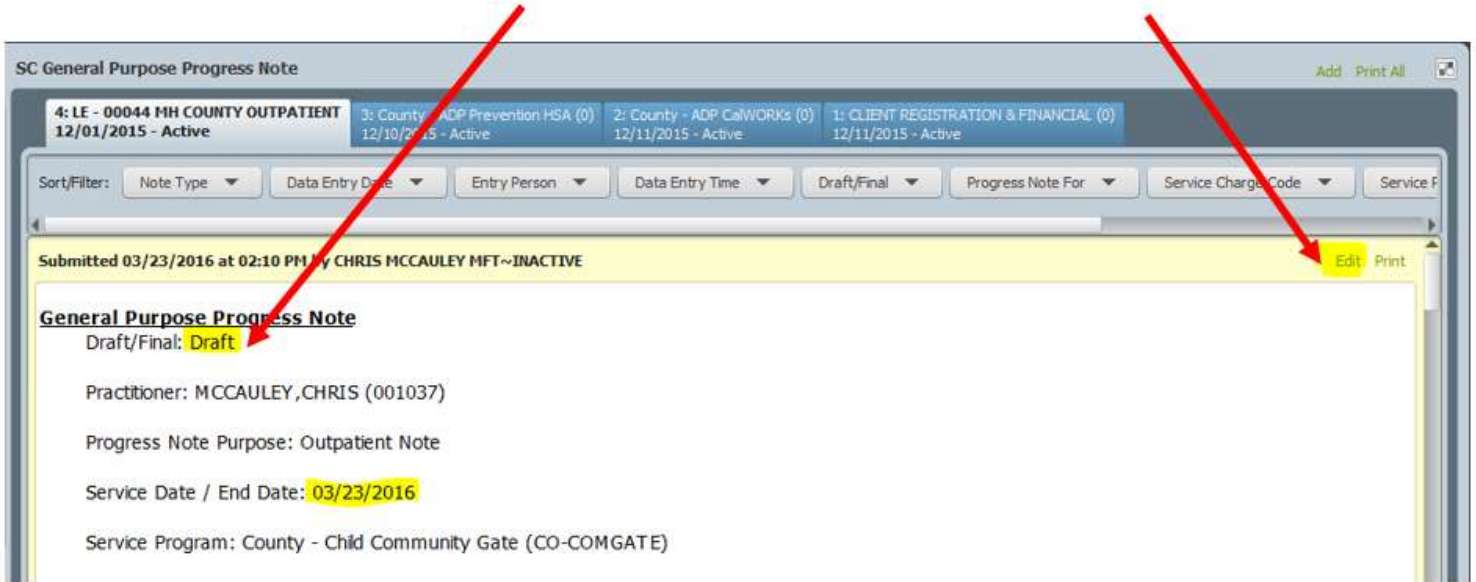 SC General Purpose Progress Note Add Print All
4: LE - 00044 MH COUNTY OUTPATIENT 3: County - ADP Prevention HSA (0) 2: County - ADP CalWORKs (0) 1: CLIENT REGISTRATION & FINANCIAL (0)
12/01/2015 - Active 12/10/2015 - Active 12/11/2015 - Active 12/11/2015 - Active
Sort/Filter: Note Type Data Entry Date Entry Person Data Entry Time Draft/Final Progress Note For Service Charge Code Service
Submitted 03/23/2016 at 02:10 PM by CHRIS MCCAULEY MFT~INACTIVE Edit Print
General Purpose Progress Note
Draft/Final: Draft
Practitioner: MCCAULEY,CHRIS (001037)
Progress Note Purpose: Outpatient Note
Service Date / End Date: 03/23/2016
Service Program: County - Child Community Gate (CO-COMGATE)